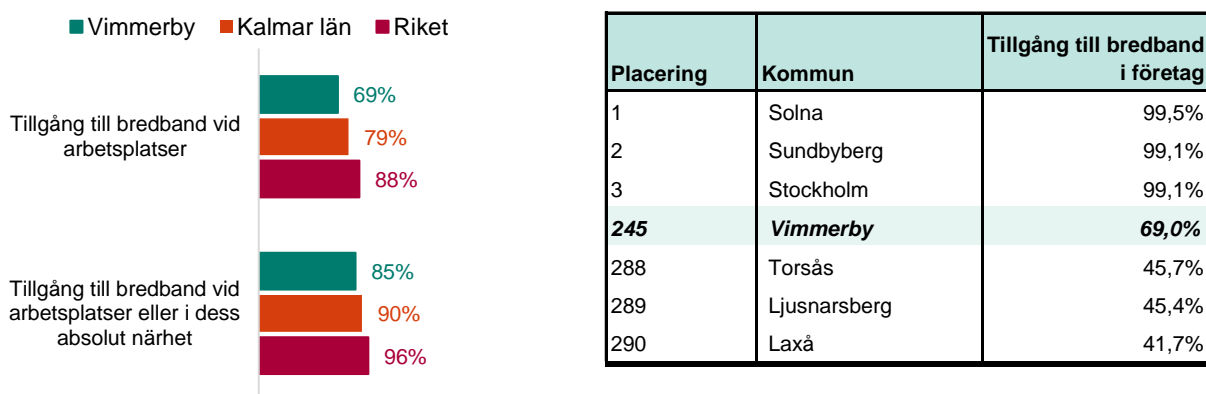 Vimmerby Kalmar län Riket
Tillgång till bredband vid
arbetsplatser
69%
79%
88%
Tillgång till bredband vid
arbetsplatser eller i dess
absolut närhet
85%
90%
96%
Tillgång till bredband
Placering Kommun i företag
1 Solna 99,5%
2 Sundbyberg 99,1%
3 Stockholm 99,1%
245 Vimmerby 69,0%
288 Torsås 45,7%
289 Ljusnarsberg 45,4%
290 Laxå 41,7%